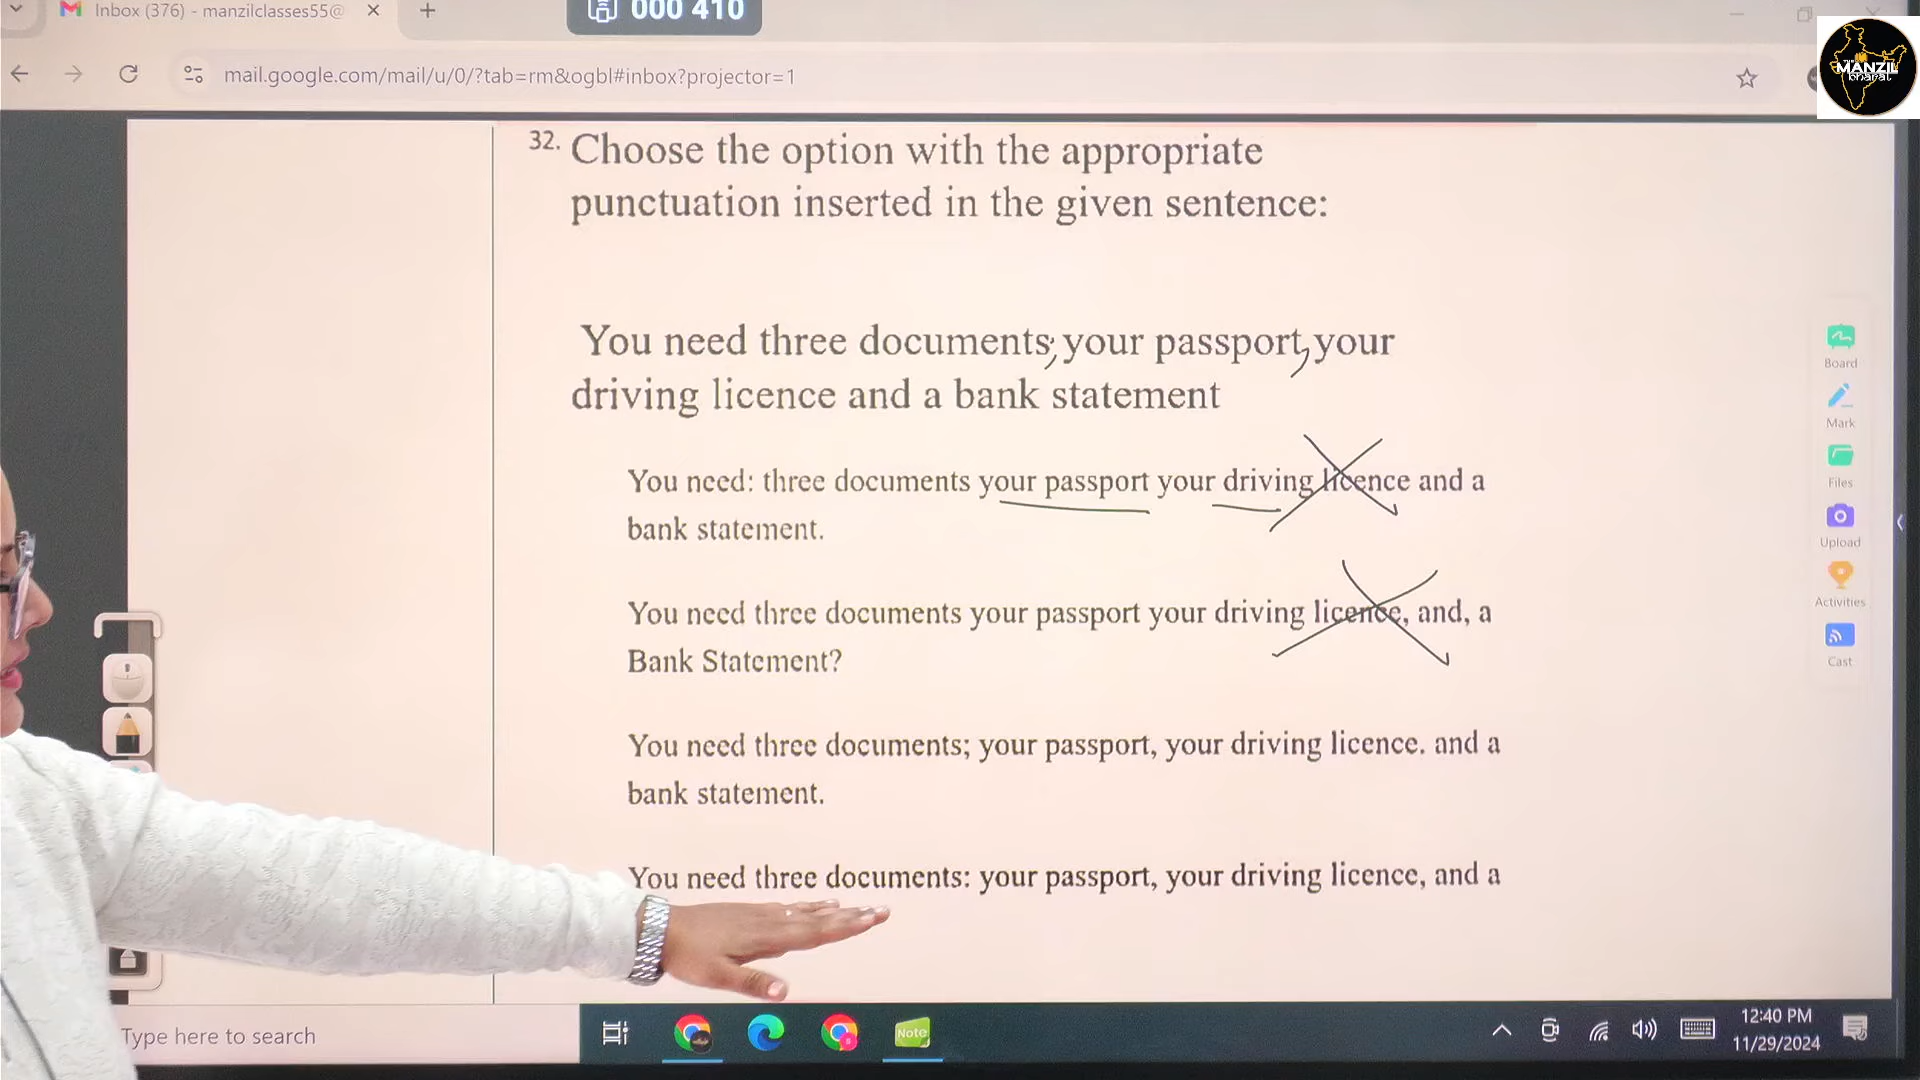 Inbox (376) - manzilclasses55@
000 410
mail.google.com/mail/u/0/?tab=rm&ogbl#inbox?projector=1
MANZIL
bharat
32. Choose the option with the appropriate
punctuation inserted in the given sentence:
You need three documents; your passport, your
driving licence and a bank statement
You need: three documents your passport your driving licence and a
bank statement.
You need three documents your passport your driving licence, and, a
Bank Statement?
You need three documents; your passport, your driving licence. and a
bank statement.
You need three documents: your passport, your driving licence, and a
Board
Mark
Files
Upload
Activities
Cast
Type here to search
Note
12:40 PM
11/29/2024